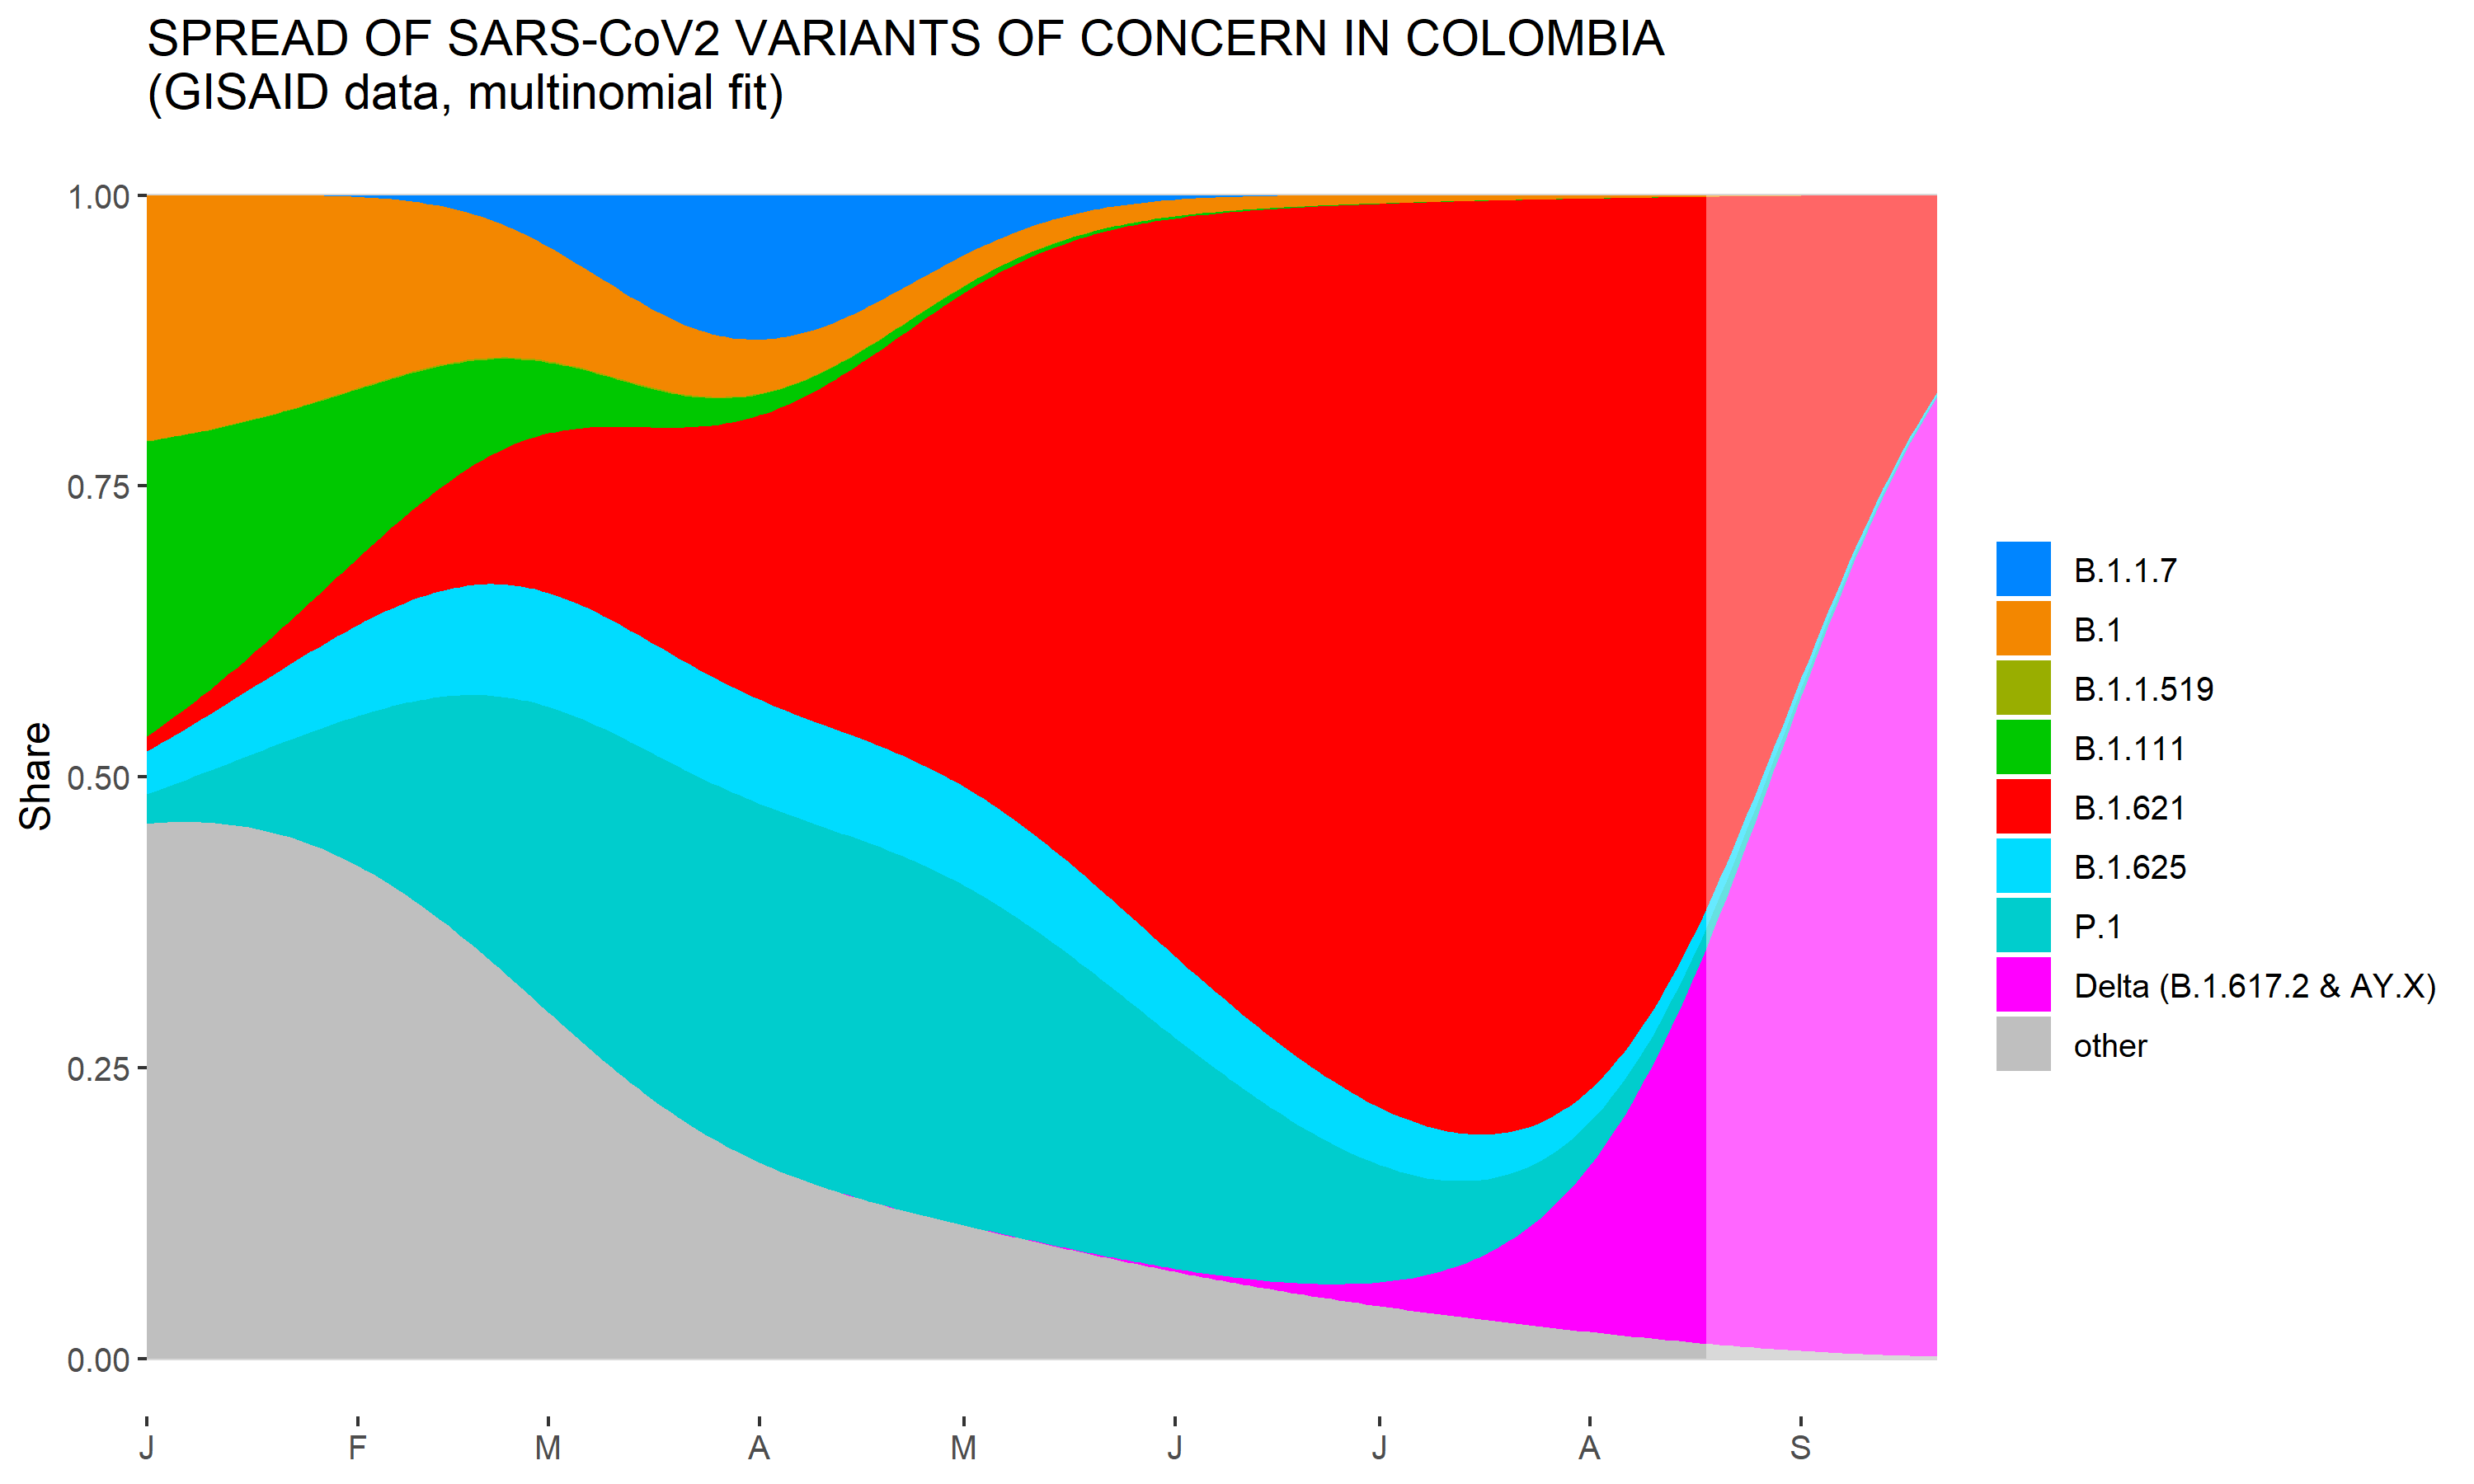 SPREAD OF SARS-CoV2 VARIANTS OF CONCERN IN COLOMBIA
(GISAID data, multinomial fit)
1.00
0.75
0.50
0.25
0.00
Share
J F M A M J J A S
B.1.1.7
B.1
B.1.1.519
B.1.111
B.1.621
B.1.625
P.1
Delta (B.1.617.2 & AY.X)
other